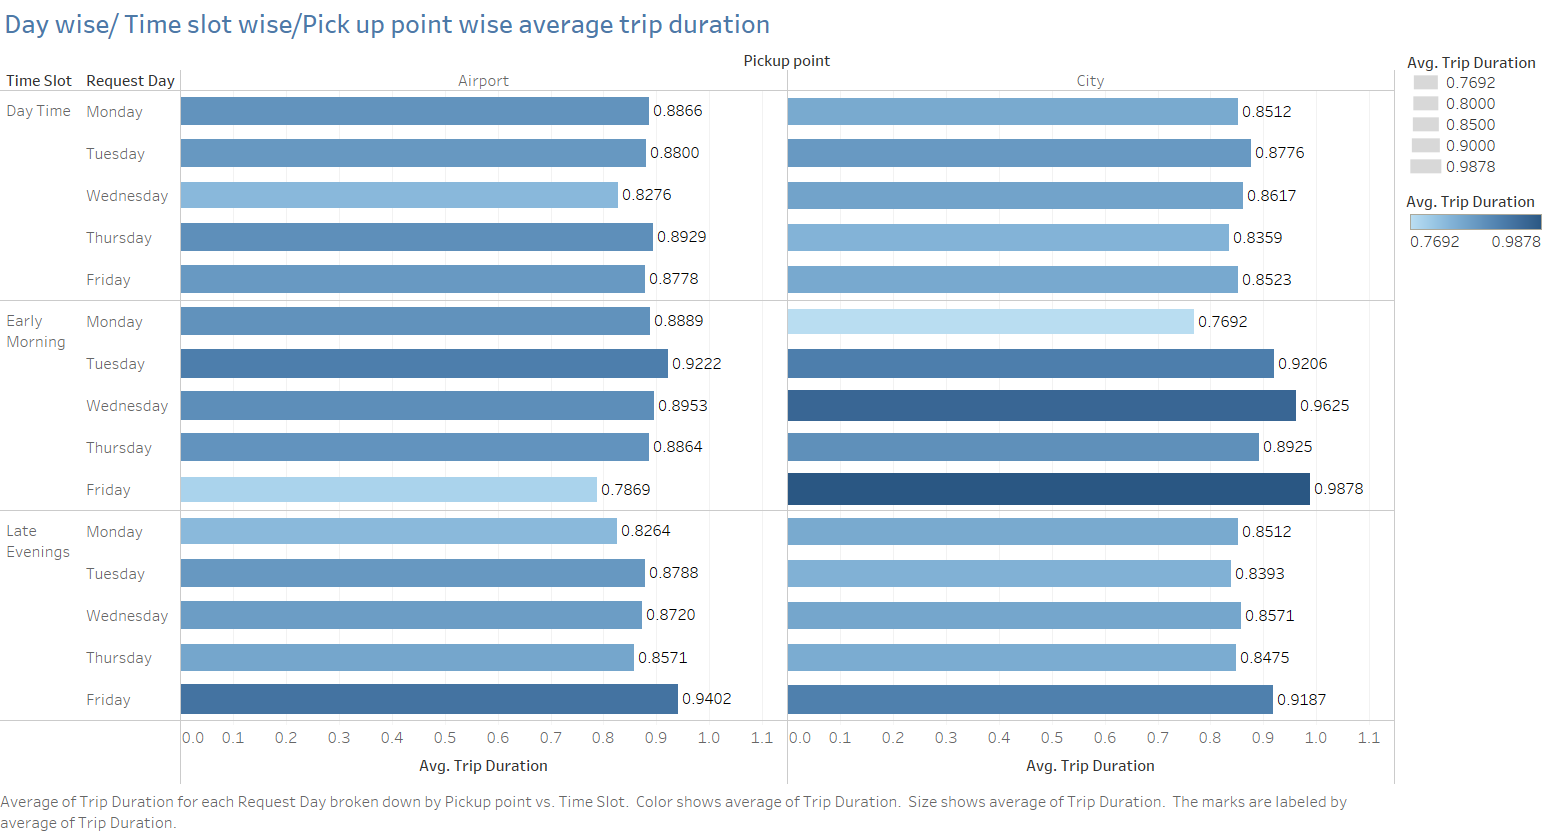 Day wise/ Time slot wise/Pick up point wise average trip duration
Pickup point
Time Slot Request Day Airport City
Day Time Monday 0.8866 0.8512
Tuesday 0.8800 0.8776
Wednesday 0.8276 0.8617
Thursday 0.8929 0.8359
Friday 0.8778 0.8523
Early Monday 0.8889 0.7692
Morning
Tuesday 0.9222 0.9206
Wednesday 0.8953 0.9625
Thursday 0.8864 0.8925
Friday 0.7869 0.9878
Late Monday 0.8264 0.8512
Evenings
Tuesday 0.8788 0.8393
Wednesday 0.8720 0.8571
Thursday 0.8571 0.8475
Friday 0.9402 0.9187
0.0 0.1 0.2 0.3 0.4 0.5 0.6 0.7 0.8 0.9 1.0 1.1 0.0 0.1 0.2 0.3 0.4 0.5 0.6 0.7 0.8 0.9 1.0 1.1
Avg. Trip Duration Avg. Trip Duration
Avg. Trip Duration
0.7692
0.8000
0.8500
0.9000
0.9878
Avg. Trip Duration
0.7692 0.9878
Average of Trip Duration for each Request Day broken down by Pickup point vs. Time Slot.  Color shows average of Trip Duration.  Size shows average of Trip Duration.  The marks are labeled by
average of Trip Duration.